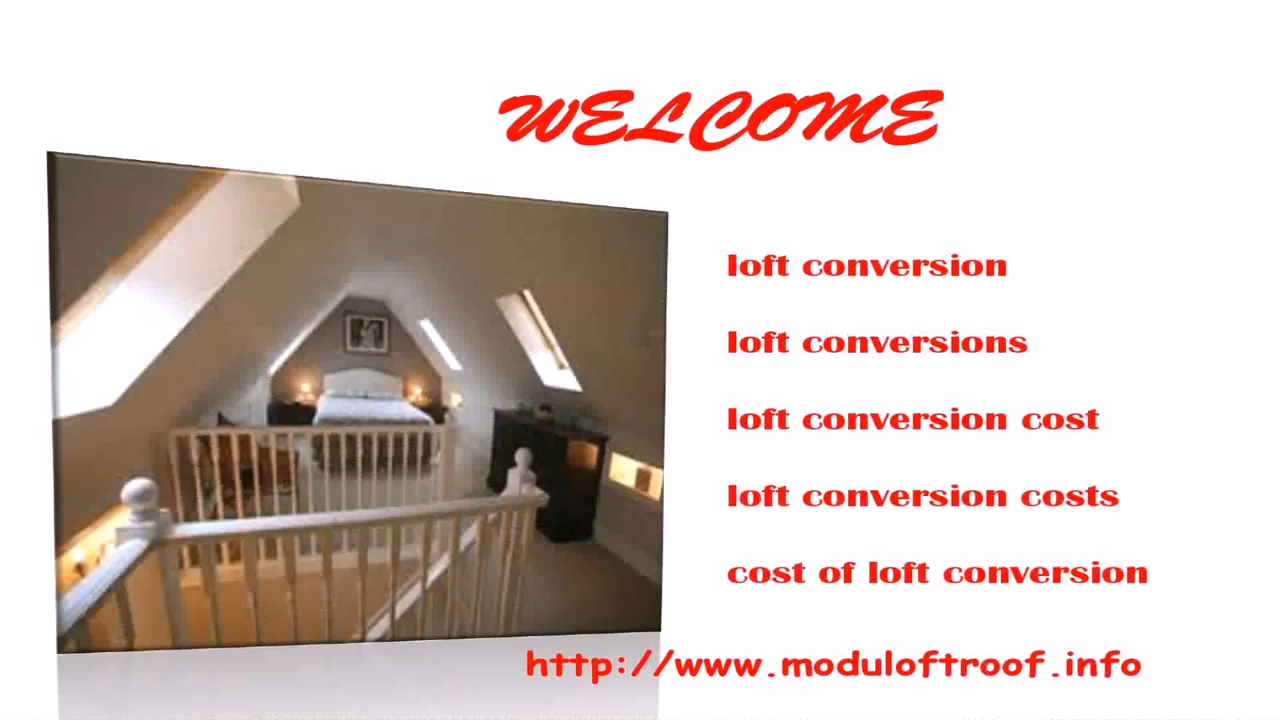 WELCOME
loft conversion
loft conversions
loft conversion cost
loft conversion costs
cost of loft conversion
http://www.moduloftroof.info